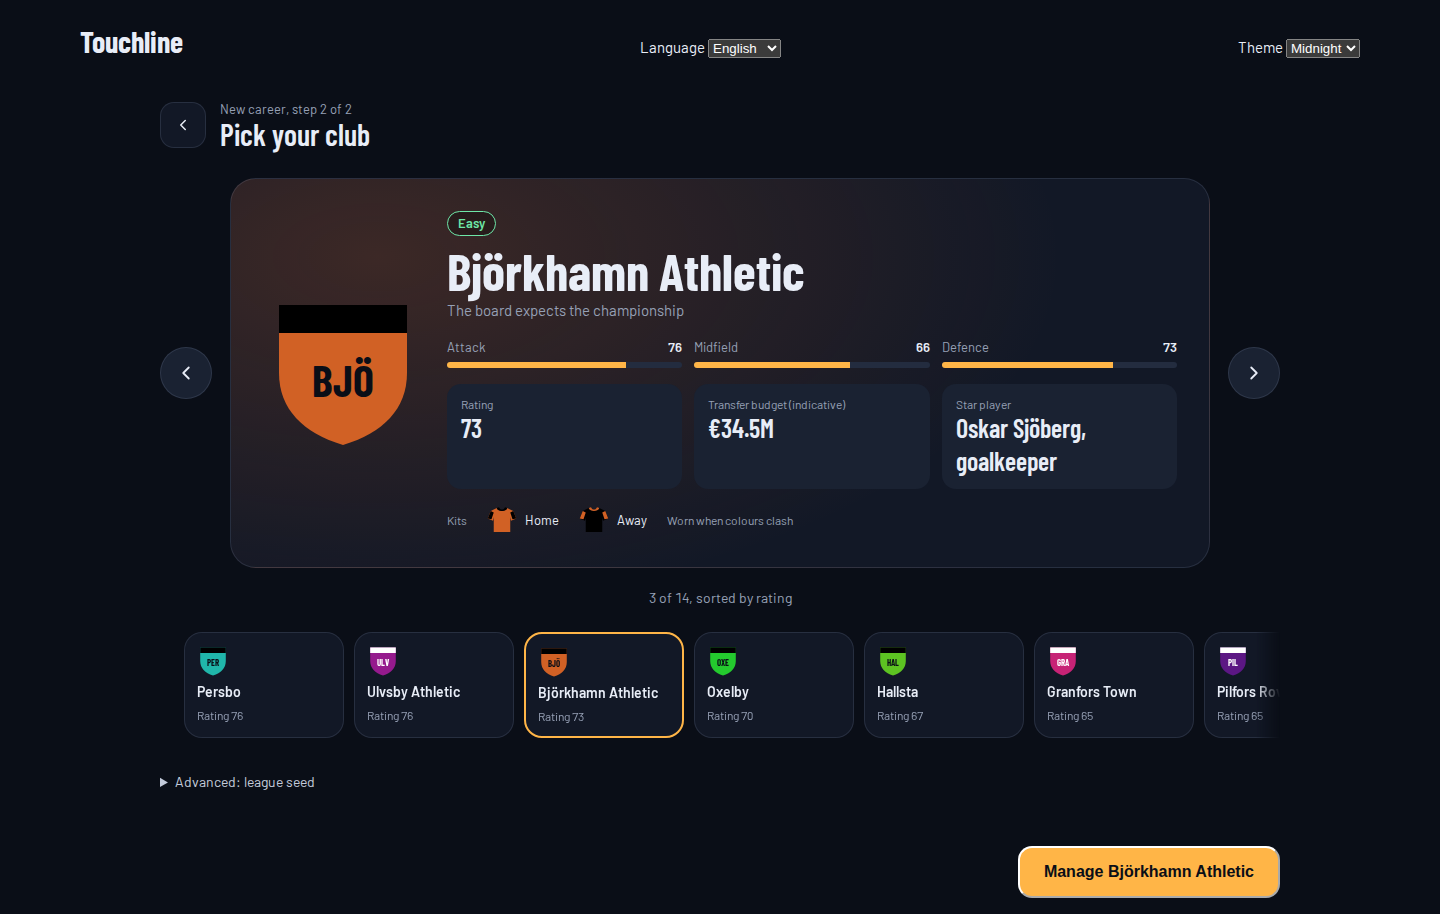 Touchline
Language English
Theme Midnight
New career, step 2 of 2
Pick your club
Easy
Björkhamn Athletic
The board expects the championship
BJÖ
Attack 76
Midfield 66
Defence 73
Rating
73
Transfer budget (indicative)
€34.5M
Star player
Oskar Sjöberg,
goalkeeper
Kits Home Away Worn when colours clash
3 of 14, sorted by rating
PER
Persbo
Rating 76
ULV
Ulvsby Athletic
Rating 76
BJÖ
Björkhamn Athletic
Rating 73
OXE
Oxelby
Rating 70
HAL
Hallsta
Rating 67
GRA
Granfors Town
Rating 65
PIL
Pilfors
Rating 65
Advanced: league seed
Manage Björkhamn Athletic